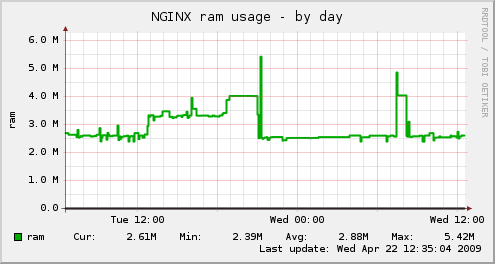 NGINX ram usage - by day
RRDTOOL / TOBI OETIKER
ram
6.0 M
5.0 M
4.0 M
3.0 M
2.0 M
1.0 M
0.0
Tue 12:00 Wed 00:00 Wed 12:00
ram Cur: 2.61M Min: 2.39M Avg: 2.88M Max: 5.42M
Last update: Wed Apr 22 12:35:04 2009